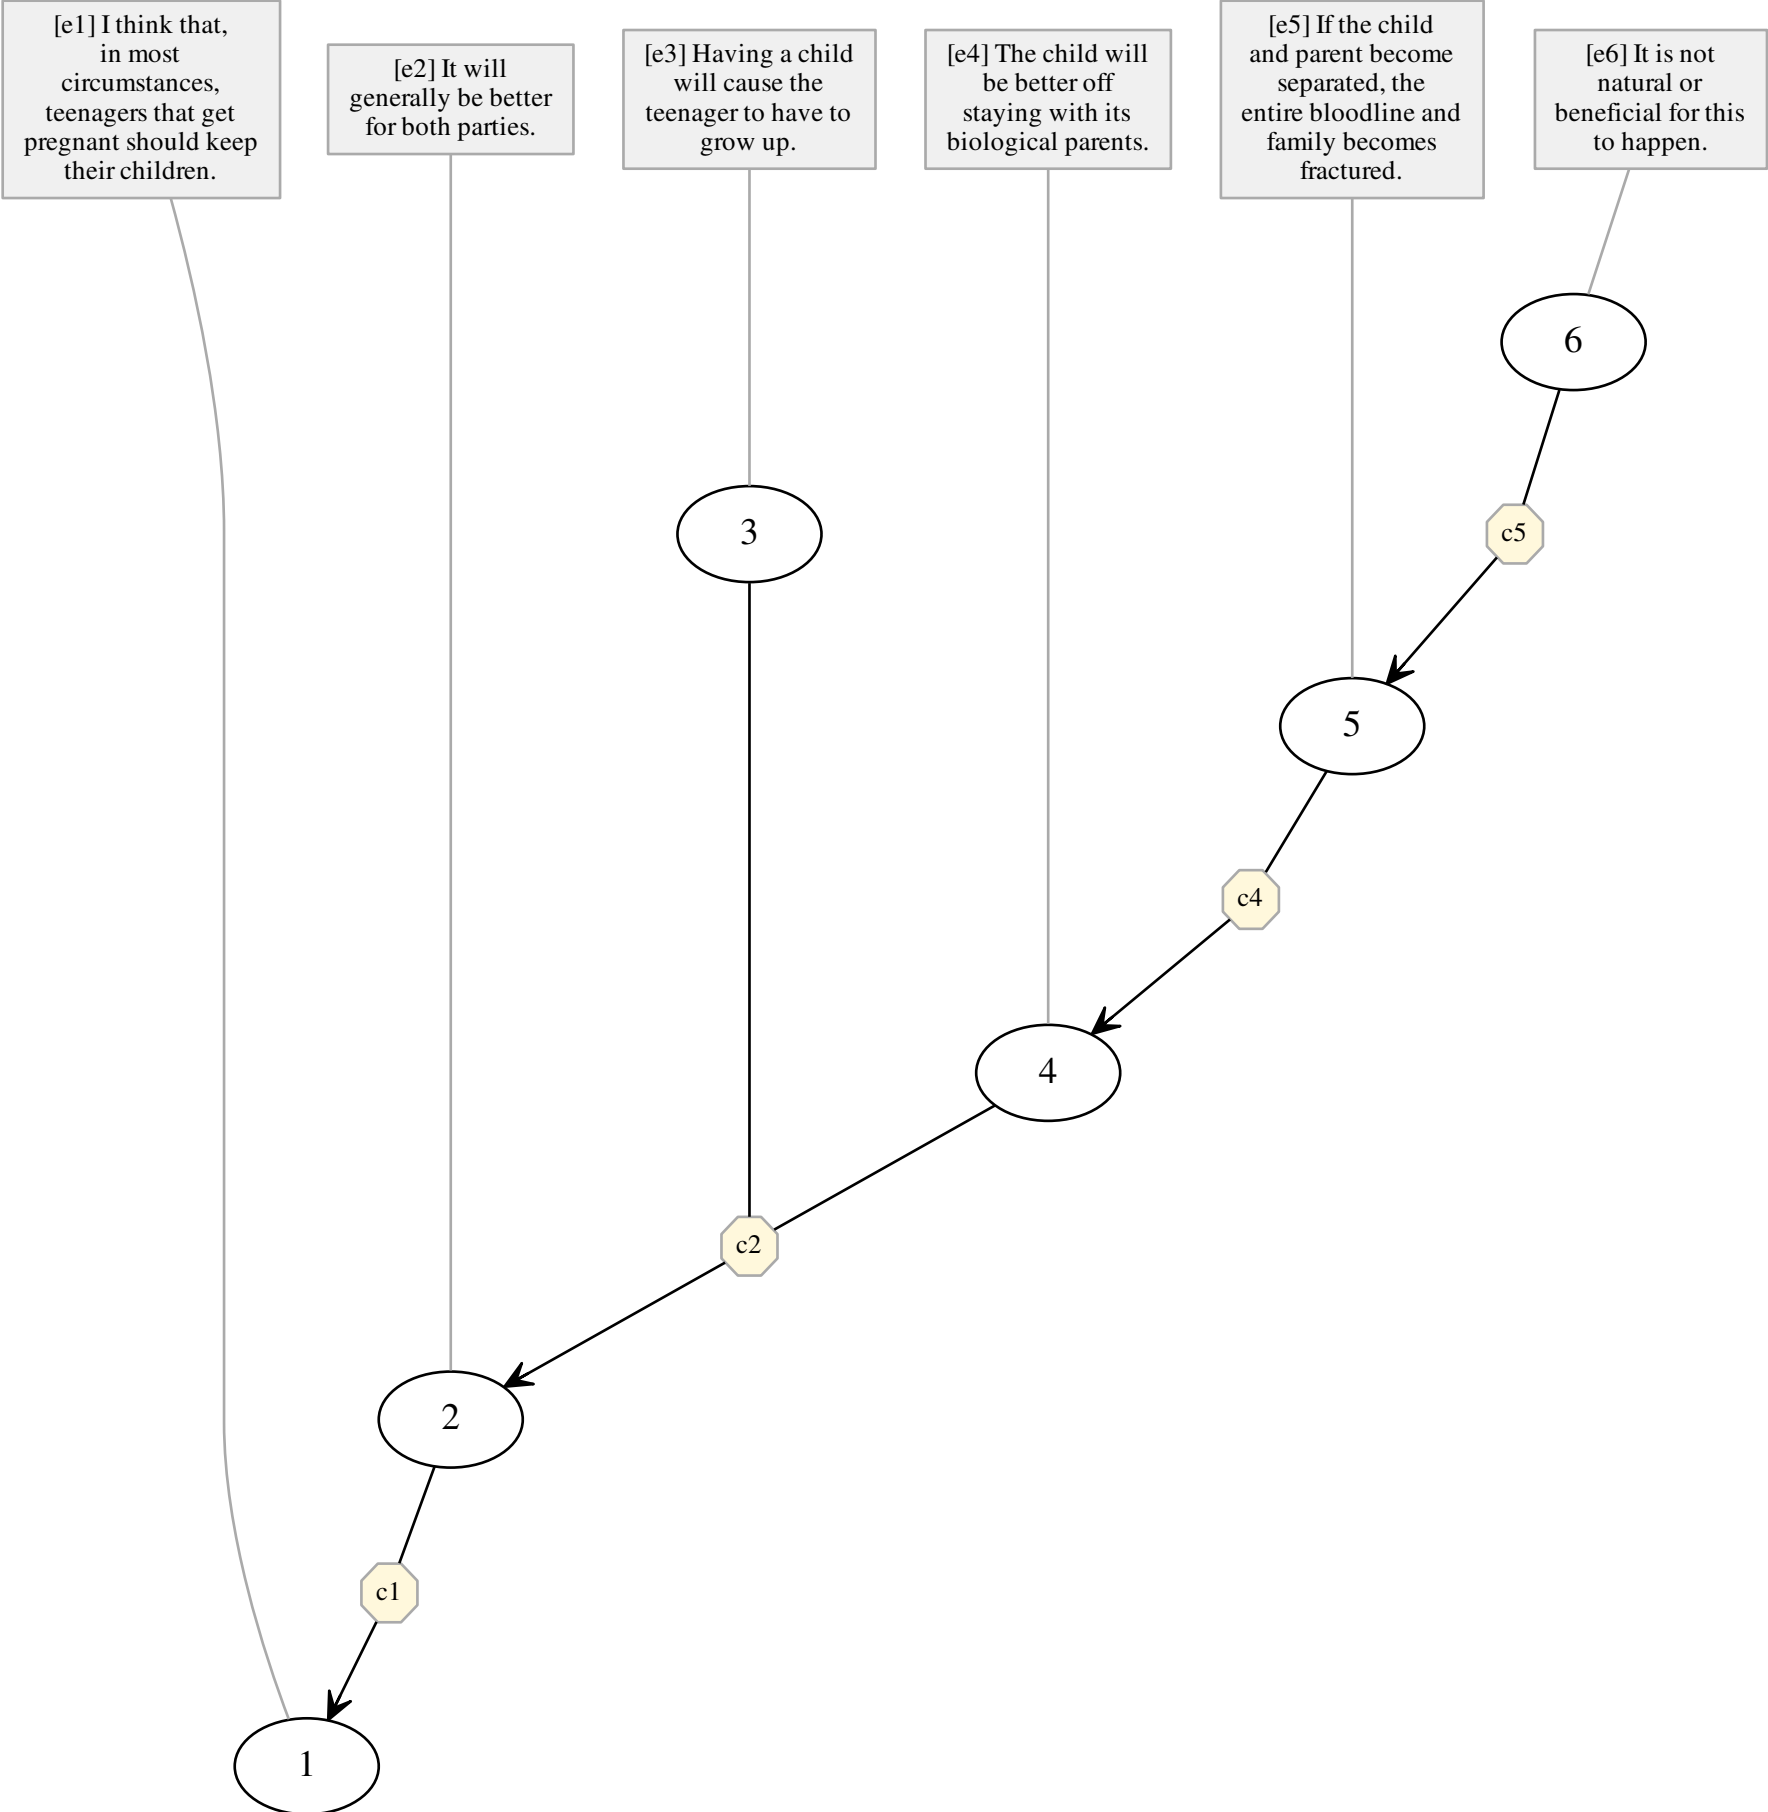 [e1] I think that,
in most
circumstances,
teenagers that get
pregnant should keep
their children.
[e2] It will
generally be better
for both parties.
[e3] Having a child
will cause the
teenager to have to
grow up.
[e4] The child will
be better off
staying with its
biological parents.
[e5] If the child
and parent become
separated, the
entire bloodline and
family becomes
fractured.
[e6] It is not
natural or
beneficial for this
to happen.
6
3
c5
5
c4
4
c2
2
c1
1